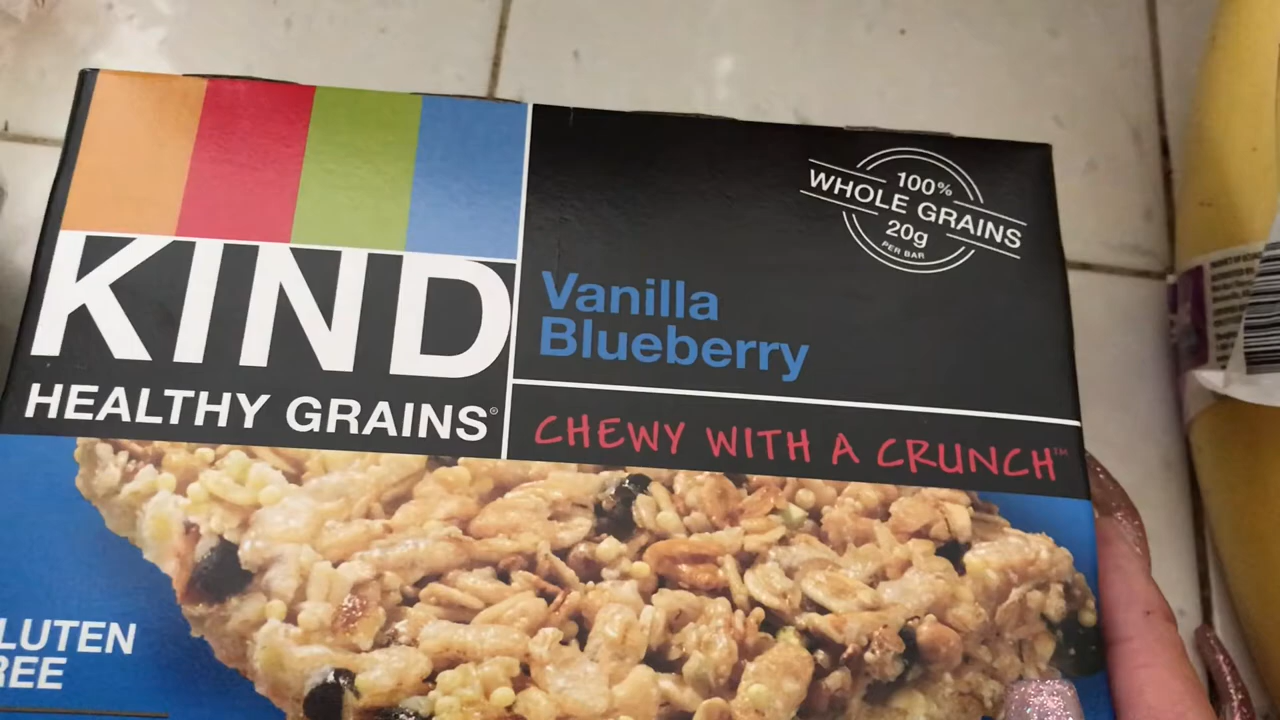 KIND
HEALTHY GRAINS®
Vanilla
Blueberry
CHEWY WITH A CRUNCH™
100%
WHOLE GRAINS
20g
PER BAR
LUTEN
REE